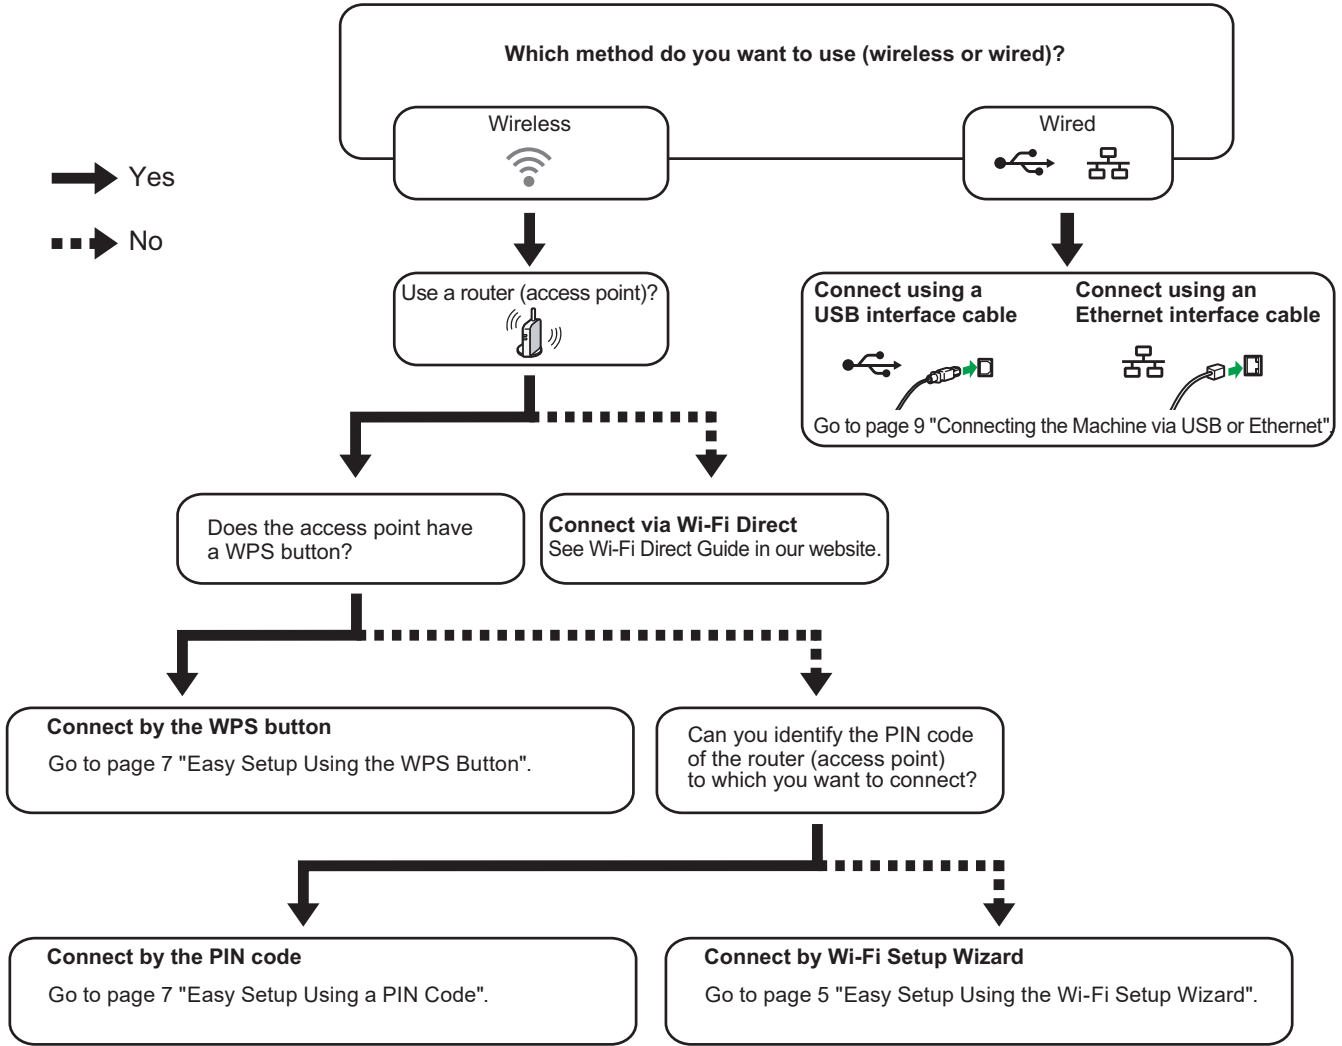 Which method do you want to use (wireless or wired)?
Wireless
Wired
Yes
No
Use a router (access point)?
Connect using a
USB interface cable
Connect using an
Ethernet interface cable
Go to page 9 "Connecting the Machine via USB or Ethernet".
Does the access point have
a WPS button?
Connect via Wi-Fi Direct
See Wi-Fi Direct Guide in our website.
Connect by the WPS button
Go to page 7 "Easy Setup Using the WPS Button".
Can you identify the PIN code
of the router (access point)
to which you want to connect?
Connect by the PIN code
Go to page 7 "Easy Setup Using a PIN Code".
Connect by Wi-Fi Setup Wizard
Go to page 5 "Easy Setup Using the Wi-Fi Setup Wizard".